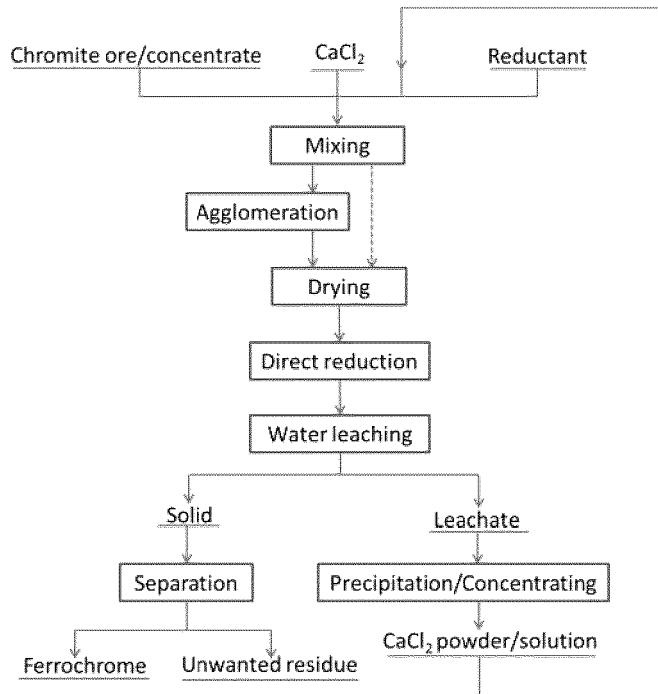 Chromite ore/concentrate
CaCl₂
Reductant
Mixing
Agglomeration
Drying
Direct reduction
Water leaching
Solid
Leachate
Separation
Precipitation/Concentrating
Ferrochrome
Unwanted residue
CaCl₂ powder/solution